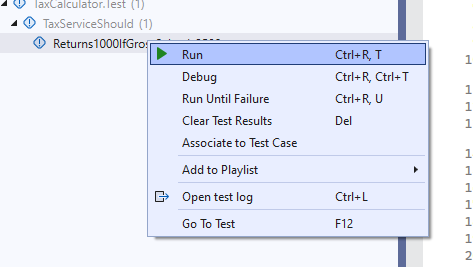 TaxCalculator.Test (1)
TaxServiceShould (1)
Run Ctrl+R, T
Debug Ctrl+R, Ctrl+T
Run Until Failure Ctrl+R, U
Clear Test Results Del
Associate to Test Case
Add to Playlist
Open test log Ctrl+L
Go To Test F12
1
1
1
1
1
1
1
1
1
1
2